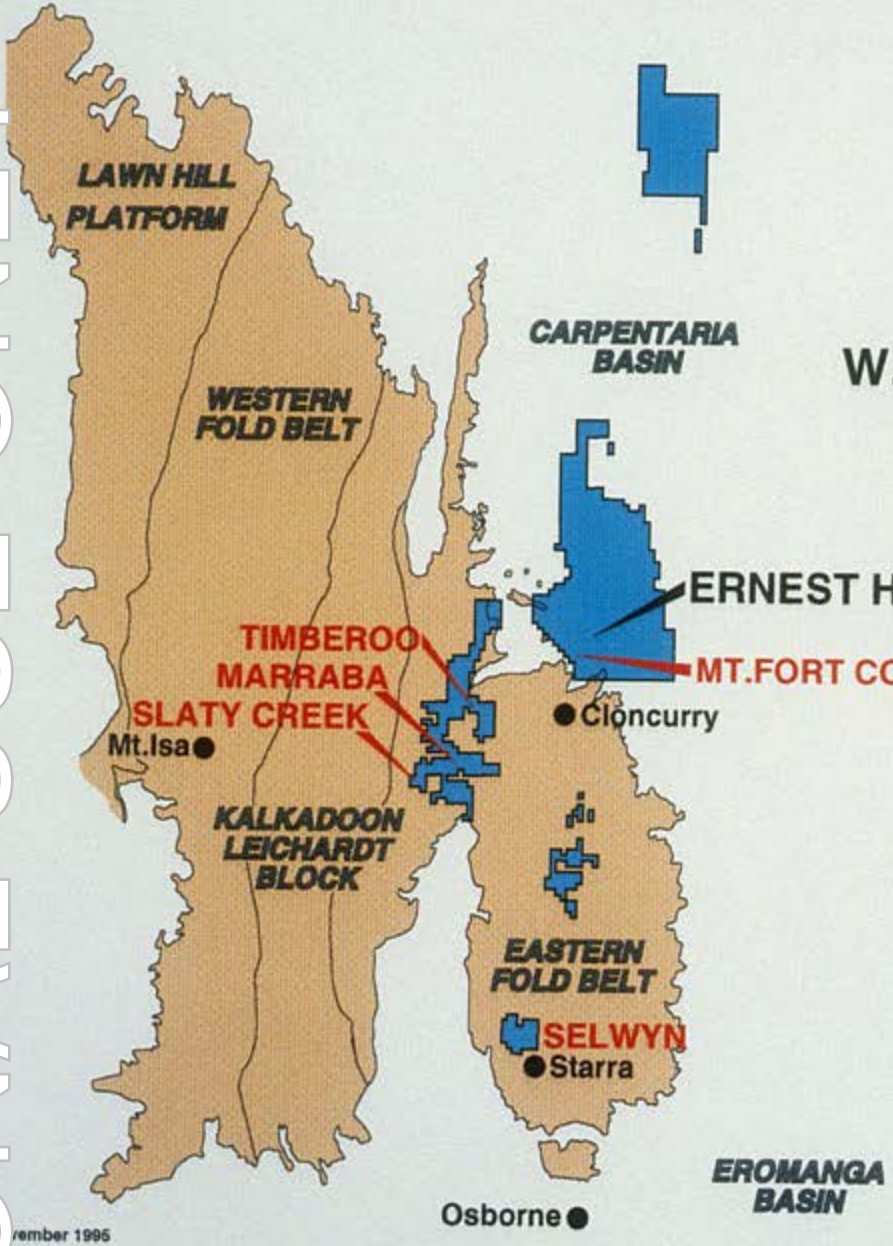 LAWN HILL
PLATFORM
CARPENTARIA
BASIN
W
WESTERN
FOLD BELT
ERNEST H
TIMBEROO
MARRABA
MT.FORT CO
SLATY CREEK
Cloncurry
Mt.Isa
KALKADOON
LEICHARDT
BLOCK
EASTERN
FOLD BELT
SELWYN
Starra
EROMANGA
BASIN
Osborne
vember 1995